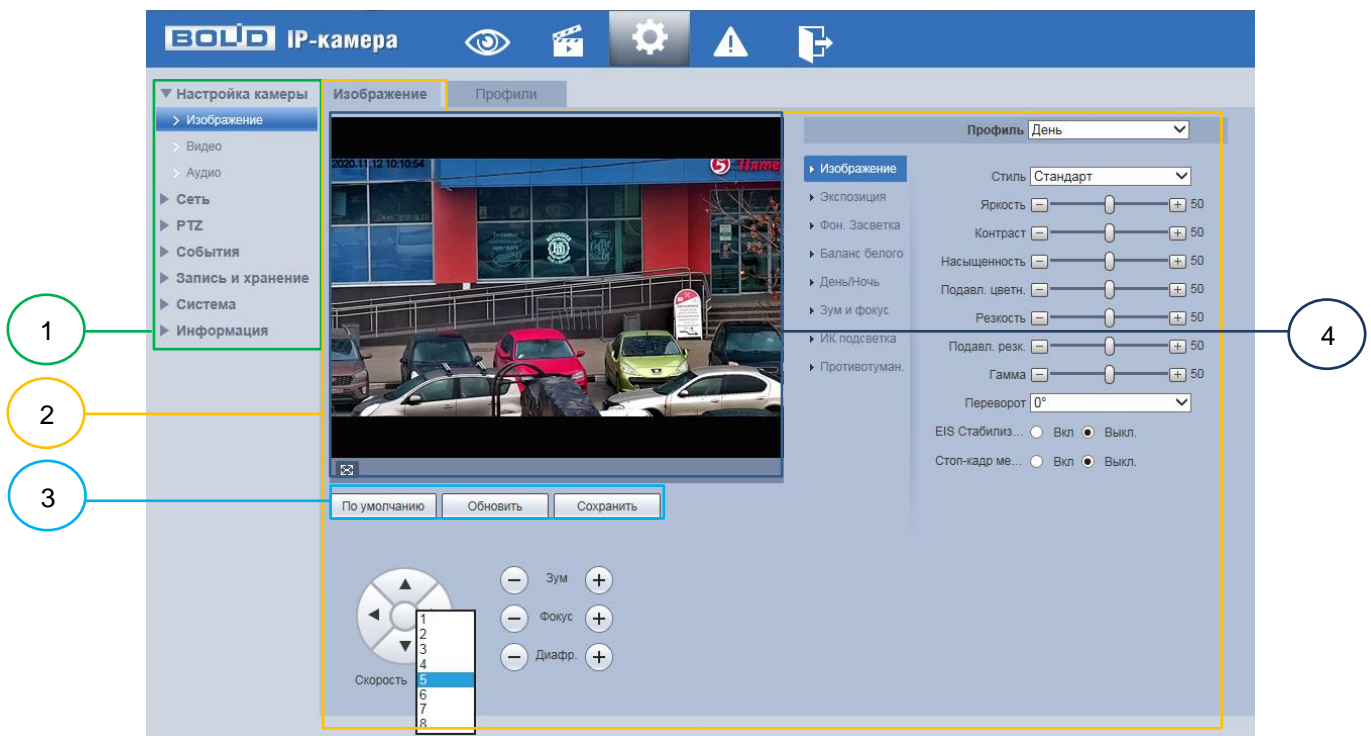 BOLID IP-камера
Настройка камеры
Изображение
Видео
Аудио
Сеть
PTZ
События
Запись и хранение
Система
Информация
Изображение
Профили
2020.11.12 10:10:54
5
По умолчанию
Обновить
Сохранить
Зум
Фокус
Диафр.
Скорость
1
2
3
4
5
6
7
8
Профиль День
Изображение
Экспозиция
Фон. Засветка
Баланс белого
День/Ночь
Зум и фокус
ИК подсветка
Противотуман.
Стиль Стандарт
Яркость 50
Контраст 50
Насыщенность 50
Подавл. цветн. 50
Резкость 50
Подавл. резк. 50
Гамма 50
Переворот 0°
EIS Стабилиз... Вкл Выкл.
Стоп-кадр ме... Вкл Выкл.
1
2
3
4